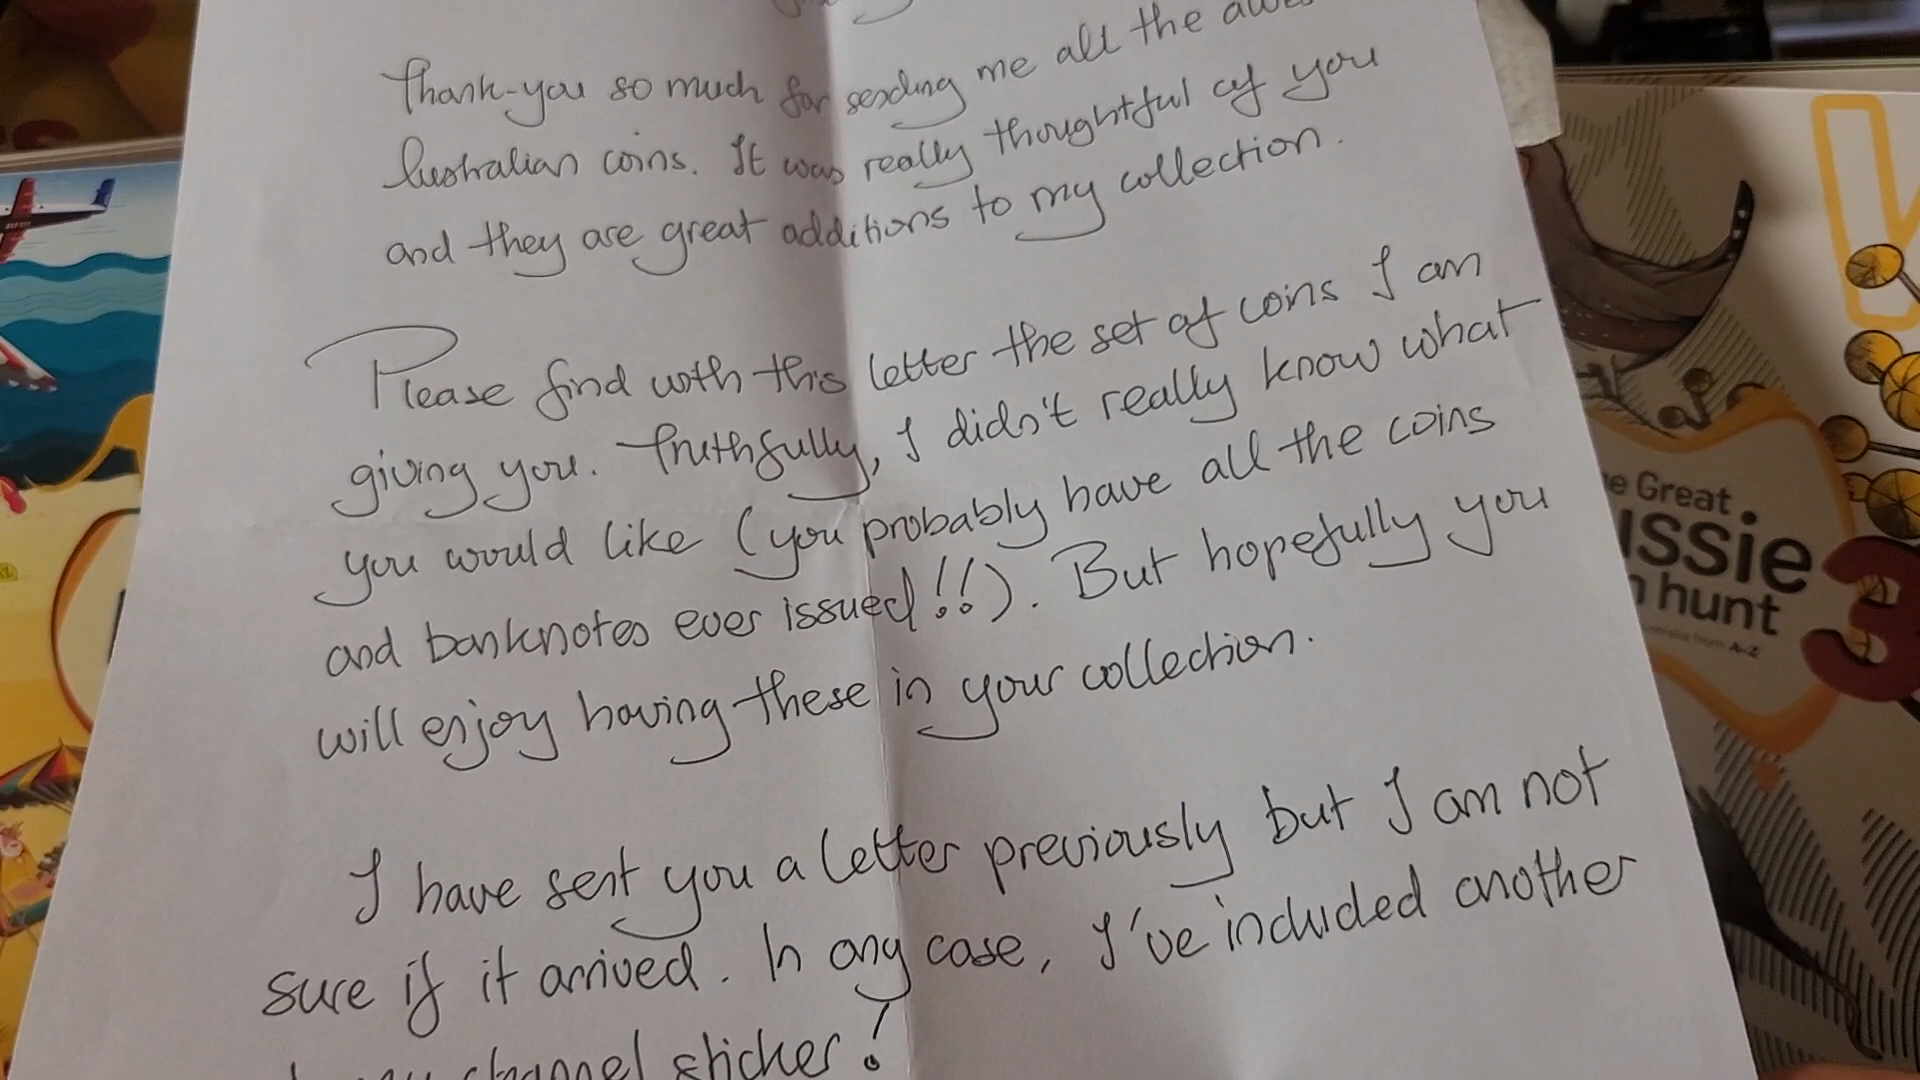 Thank-you so much for sending me all the
Australian coins. It was really thoughtful of you
and they are great additions to my collection.
Please find with this letter the set of coins I am
giving you. Truthfully, I didn't really know what
you would like (you probably have all the coins
and banknotes ever issued!!). But hopefully you
will enjoy having these in your collection.
I have sent you a letter previously but I am not
sure if it arrived. In any case, I've included another
channel sticker!
Great
hunt
A-Z
3